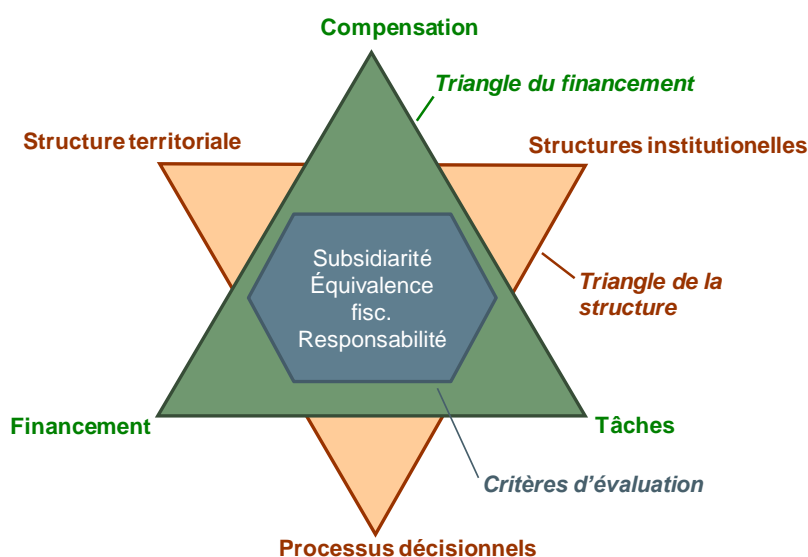 Compensation
Triangle du financement
Structure territoriale
Structures institutionelles
Subsidiarité
Équivalence
fisc.
Responsabilité
Triangle de la
structure
Financement
Tâches
Critères d'évaluation
Processus décisionnels